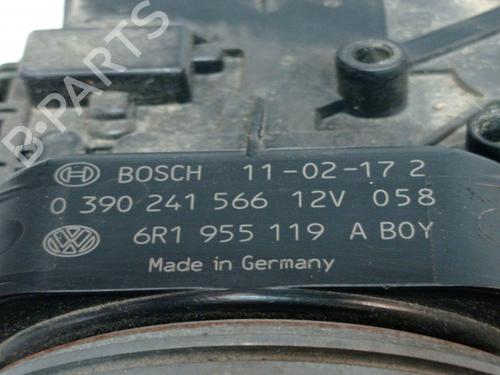 B-PARTS
BOSCH 11-02-17 2
0 390 241 566 12V 058
6R1 955 119 A BOY
Made in Germany